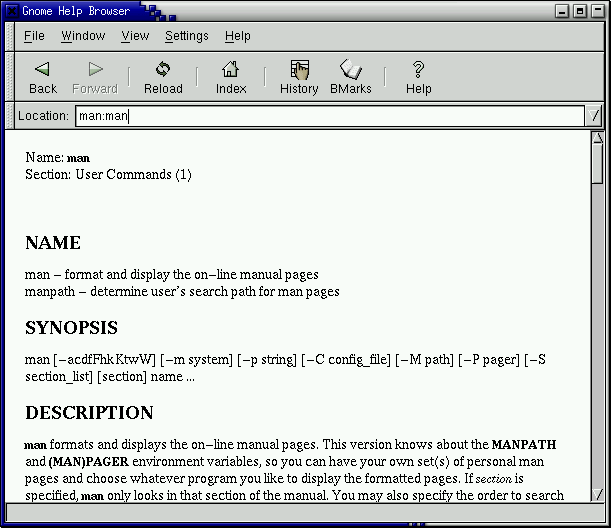 Gnome Help Browser
File Window View Settings Help
Back Forward Reload Index History BMarks Help
Location: man:man
Name: man
Section: User Commands (1)
NAME
man − format and display the on−line manual pages
manpath − determine user's search path for man pages
SYNOPSIS
man [−acdfFhkKtwW] [−m system] [−p string] [−C config_file] [−M path] [−P pager] [−S
section_list] [section] name ...
DESCRIPTION
man formats and displays the on−line manual pages. This version knows about the MANPATH
and (MAN)PAGER environment variables, so you can have your own set(s) of personal man
pages and choose whatever program you like to display the formatted pages. If section is
specified, man only looks in that section of the manual. You may also specify the order to search